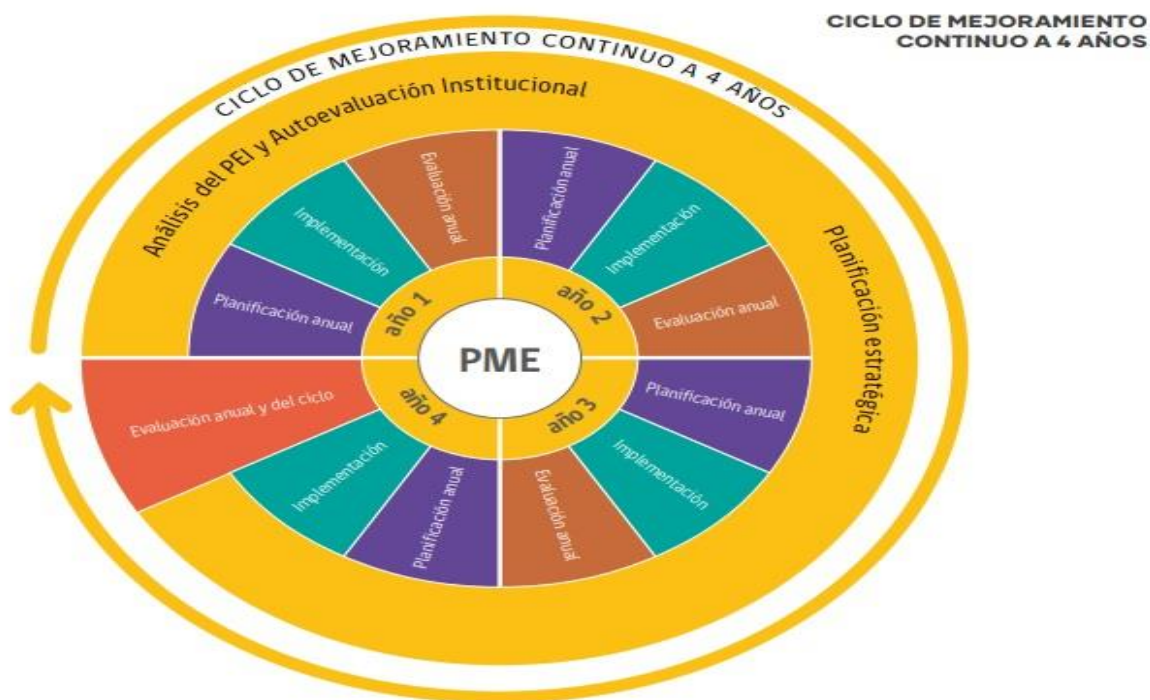 CICLO DE MEJORAMIENTO
CONTINUO A 4 AÑOS
CICLO DE MEJORAMIENTO CONTINUO A 4 AÑOS
Análisis del PEI y Autoevaluación Institucional
Planificación estratégica
PME
año 1
Planificación anual
Implementación
Evaluación anual
año 2
Planificación anual
Implementación
Evaluación anual
año 3
Planificación anual
Implementación
Evaluación anual
año 4
Planificación anual
Implementación
Evaluación anual y del ciclo